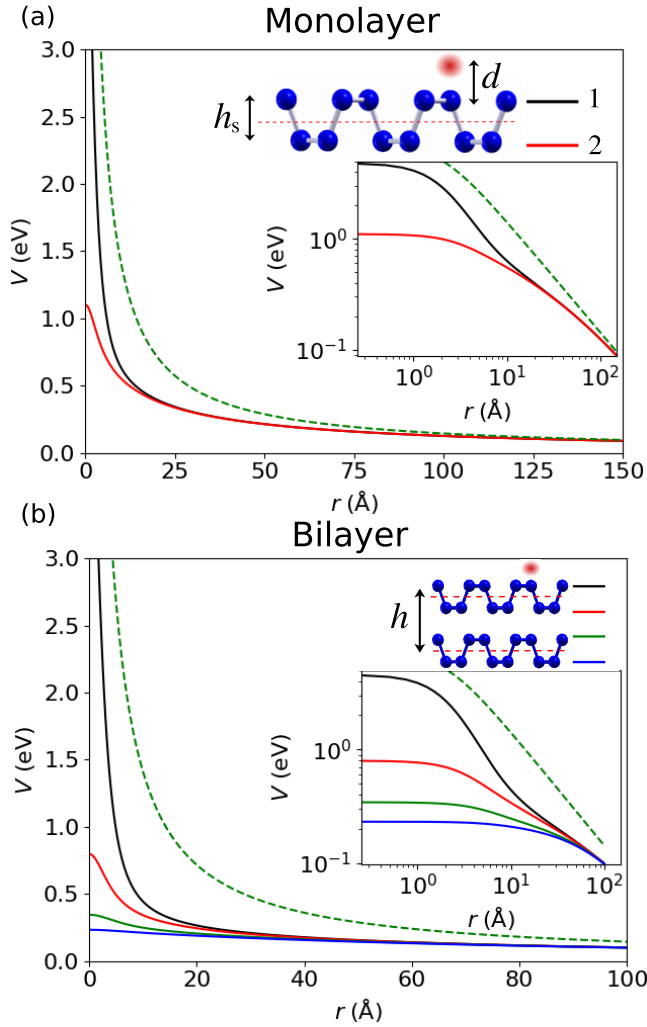 (a) Monolayer
3.0
2.5
2.0
1.5
1.0
0.5
0.0
V (eV)
0 25 50 75 100 125 150
r (Å)
h_s
d
1
2
V (eV)
10^0
10^-1
10^0 10^1 10^2
r (Å)
(b)
Bilayer
3.0
2.5
2.0
1.5
1.0
0.5
0.0
V (eV)
0 20 40 60 80 100
r (Å)
h
V (eV)
10^0
10^-1
10^0 10^1 10^2
r (Å)